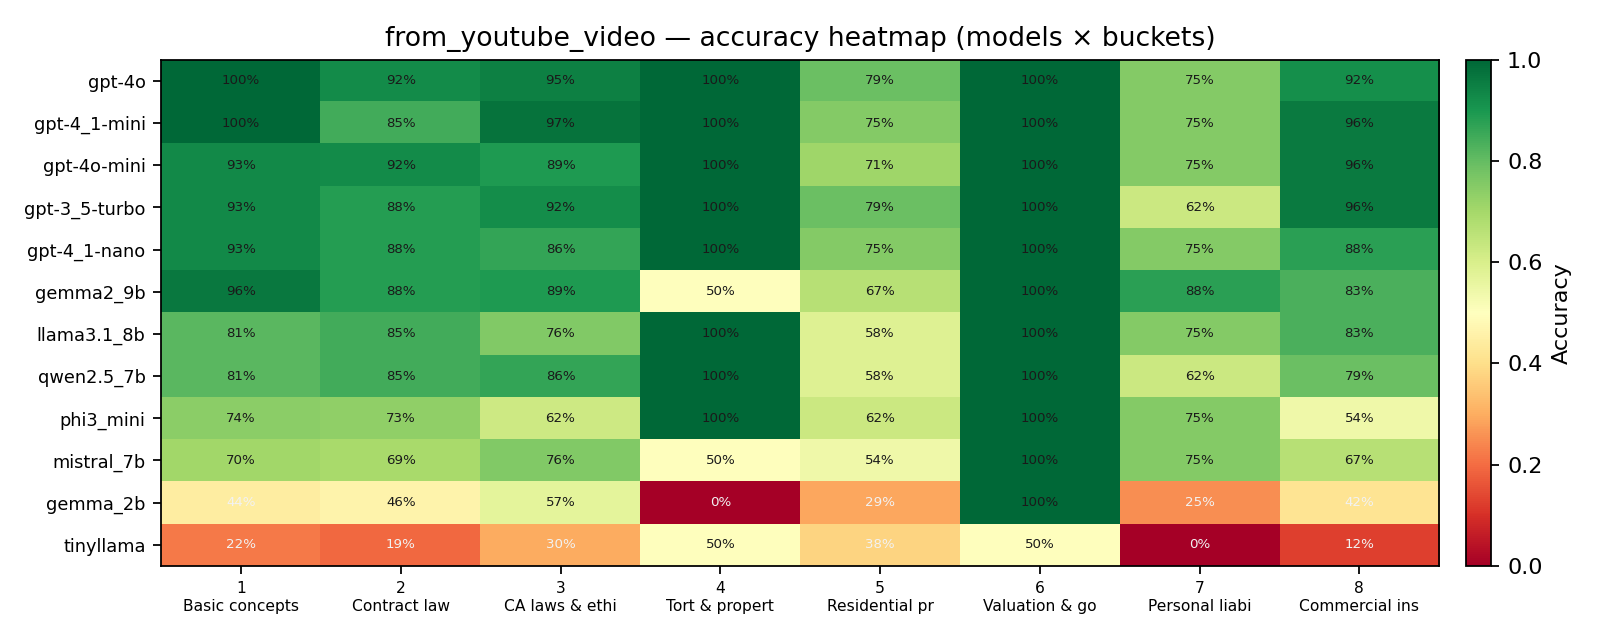 from_youtube_video — accuracy heatmap (models × buckets)
gpt-4o 100% 92% 95% 100% 79% 100% 75% 92%
gpt-4_1-mini 100% 85% 97% 100% 75% 100% 75% 96%
gpt-4o-mini 93% 92% 89% 100% 71% 100% 75% 96%
gpt-3_5-turbo 93% 88% 92% 100% 79% 100% 62% 96%
gpt-4_1-nano 93% 88% 86% 100% 75% 100% 75% 88%
gemma2_9b 96% 88% 89% 50% 67% 100% 88% 83%
llama3.1_8b 81% 85% 76% 100% 58% 100% 75% 83%
qwen2.5_7b 81% 85% 86% 100% 58% 100% 62% 79%
phi3_mini 74% 73% 62% 100% 62% 100% 75% 54%
mistral_7b 70% 69% 76% 50% 54% 100% 75% 67%
gemma_2b 44% 46% 57% 0% 29% 100% 25% 42%
tinyllama 22% 19% 30% 50% 38% 50% 0% 12%
1 2 3 4 5 6 7 8
Basic concepts Contract law CA laws & ethi Tort & propert Residential pr Valuation & go Personal liabi Commercial ins
1.0
0.8
0.6
0.4
0.2
0.0
Accuracy